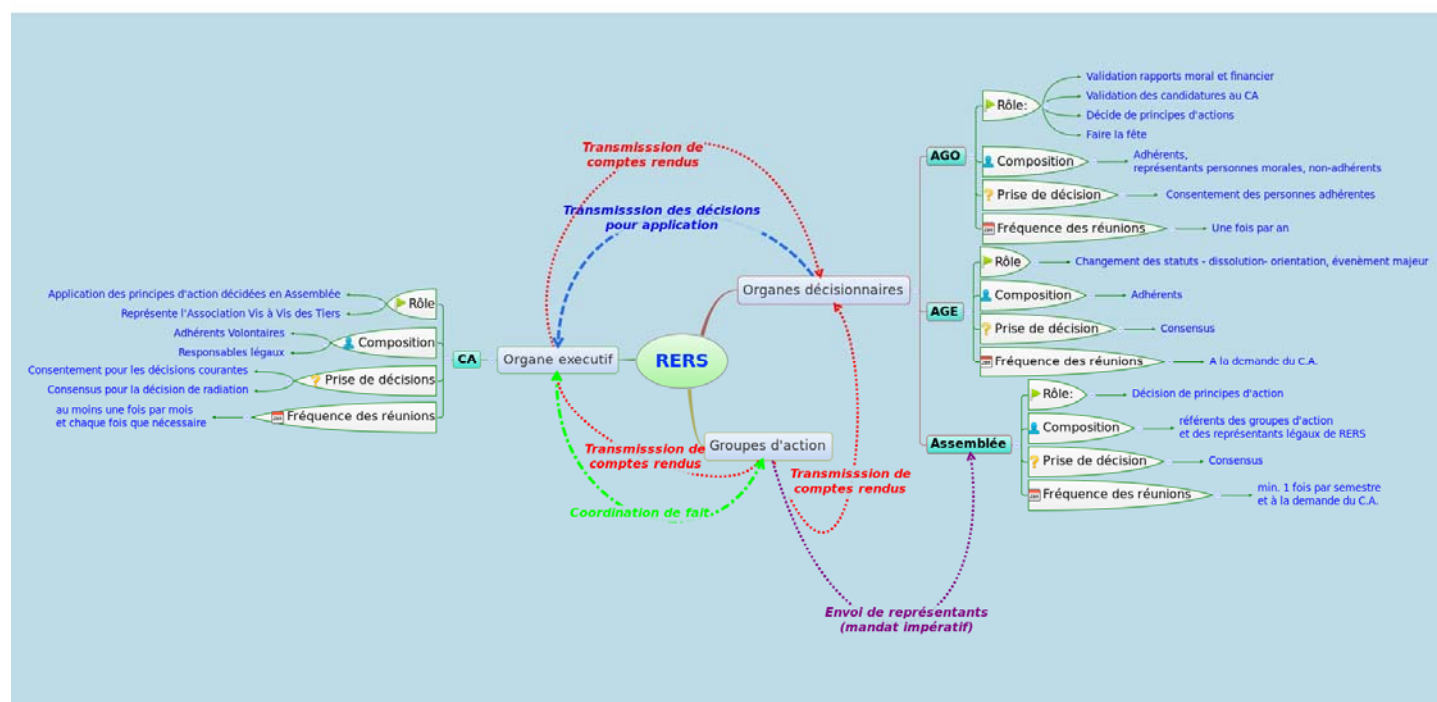 Transmisssion de
comptes rendus
Transmisssion des décisions
pour application
RERS
Organes décisionnaires
AGO
Rôle:
Validation rapports moral et financier
Validation des candidatures au CA
Décide de principes d'actions
Faire la fête
Composition
Adhérents,
représentants personnes morales, non-adhérents
Prise de décision
Consentement des personnes adhérentes
Fréquence des réunions
Une fois par an
AGE
Rôle
Changement des statuts - dissolution- orientation, évenèment majeur
Composition
Adhérents
Prise de décision
Consensus
Fréquence des réunions
A la demande du C.A.
Assemblée
Rôle:
Décision de principes d'action
Composition
référents des groupes d'action
et des représentants légaux de RERS
Prise de décision
Consensus
Fréquence des réunions
min. 1 fois par semestre
et à la demande du C.A.
Organe executif
CA
Rôle
Application des principes d'action décidées en Assemblée
Représente l'Association Vis à Vis des Tiers
Composition
Adhérents Volontaires
Responsables légaux
Prise de décisions
Consentement pour les décisions courantes
Consensus pour la décision de radiation
Fréquence des réunions
au moins une fois par mois
et chaque fois que nécessaire
Groupes d'action
Transmisssion de
comptes rendus
Transmisssion de
comptes rendus
Coordination de fait
Envoi de représentants
(mandat impératif)